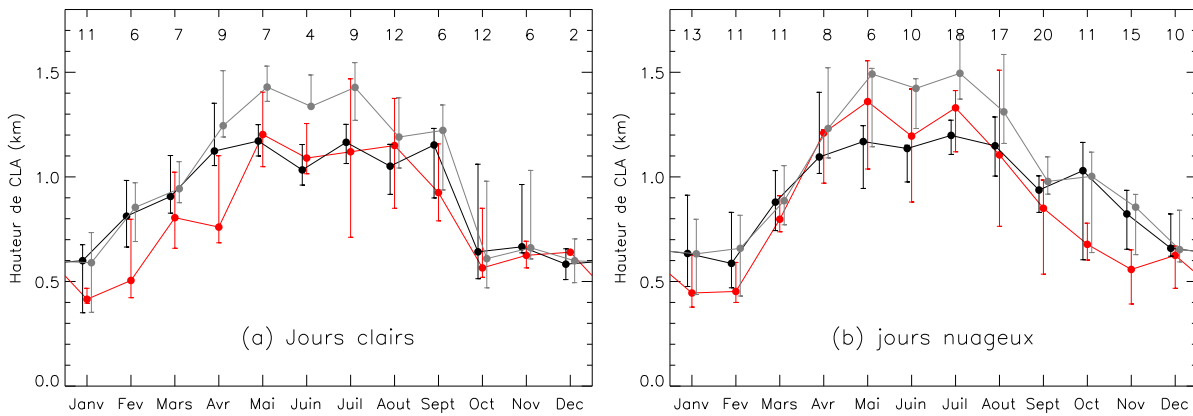 11 6 7 9 7 4 9 12 6 12 6 2
Hauteur de CLA (km)
1.5
1.0
0.5
0.0
(a) Jours clairs
Janv Fev Mars Avr Mai Juin Juil Aout Sept Oct Nov Dec
13 11 11 8 6 10 18 17 20 11 15 10
Hauteur de CLA (km)
1.5
1.0
0.5
0.0
(b) jours nuageux
Janv Fev Mars Avr Mai Juin Juil Aout Sept Oct Nov Dec